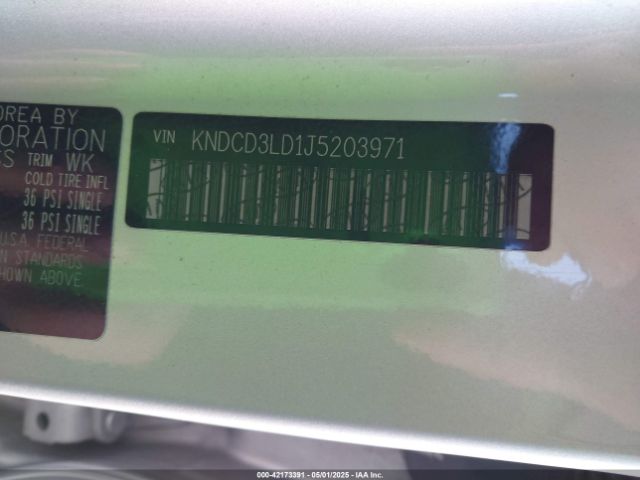 OREA BY
ORATION
TRIM WK
COLD TIRE INFL
36 PSI SINGLE
36 PSI SINGLE
U.S.A. FEDERAL
STANDARDS
HOWN ABOVE.
VIN KNDCD3LD1J5203971
000-42173391 - 05/01/2025 - IAA Inc.